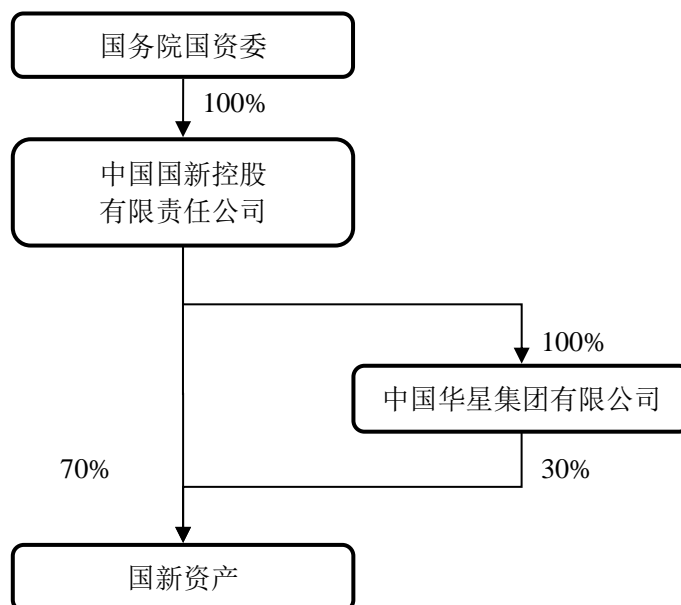 国务院国资委
100%
中国国新控股
有限责任公司
100%
中国华星集团有限公司
70%
30%
国新资产